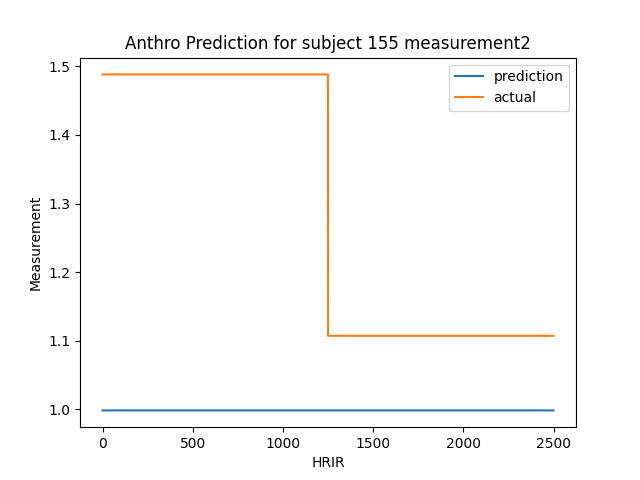 Anthro Prediction for subject 155 measurement2
prediction
actual
1.5
1.4
1.3
1.2
1.1
1.0
Measurement
0 500 1000 1500 2000 2500
HRIR